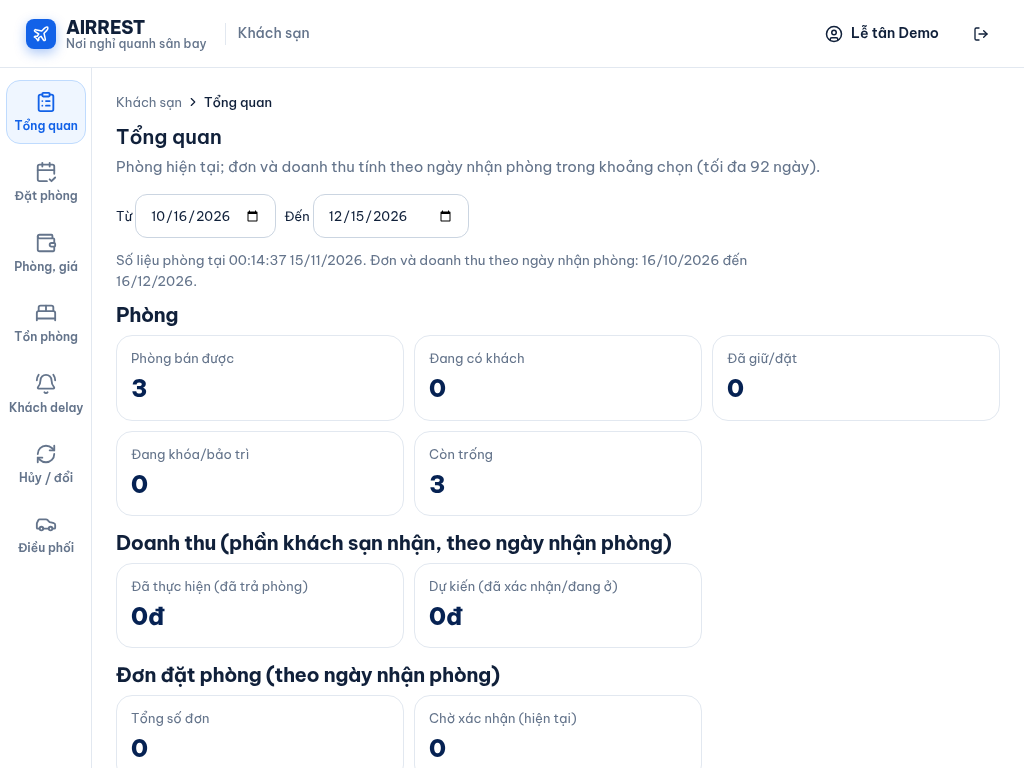 AIRREST
Nơi nghỉ quanh sân bay
Khách sạn
Lễ tân Demo
Tổng quan
Đặt phòng
Phòng, giá
Tồn phòng
Khách delay
Hủy / đổi
Điều phối
Khách sạn > Tổng quan
Tổng quan
Phòng hiện tại; đơn và doanh thu tính theo ngày nhận phòng trong khoảng chọn (tối đa 92 ngày).
Từ 10/16/2026 Đến 12/15/2026
Số liệu phòng tại 00:14:37 15/11/2026. Đơn và doanh thu theo ngày nhận phòng: 16/10/2026 đến
16/12/2026.
Phòng
Phòng bán được
3
Đang có khách
0
Đã giữ/đặt
0
Đang khóa/bảo trì
0
Còn trống
3
Doanh thu (phần khách sạn nhận, theo ngày nhận phòng)
Đã thực hiện (đã trả phòng)
0đ
Dự kiến (đã xác nhận/đang ở)
0đ
Đơn đặt phòng (theo ngày nhận phòng)
Tổng số đơn
0
Chờ xác nhận (hiện tại)
0